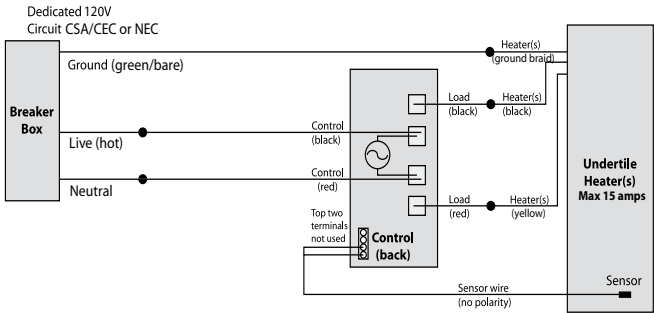 Dedicated 120V
Circuit CSA/CEC or NEC
Ground (green/bare)
Heater(s)
(ground braid)
Breaker
Box
Live (hot)
Neutral
Control
(black)
Control
(red)
Load
(black)
Heater(s)
(black)
Load
(red)
Heater(s)
(yellow)
Undertile
Heater(s)
Max 15 amps
Top two
terminals
not used
Control
(back)
Sensor
Sensor wire
(no polarity)